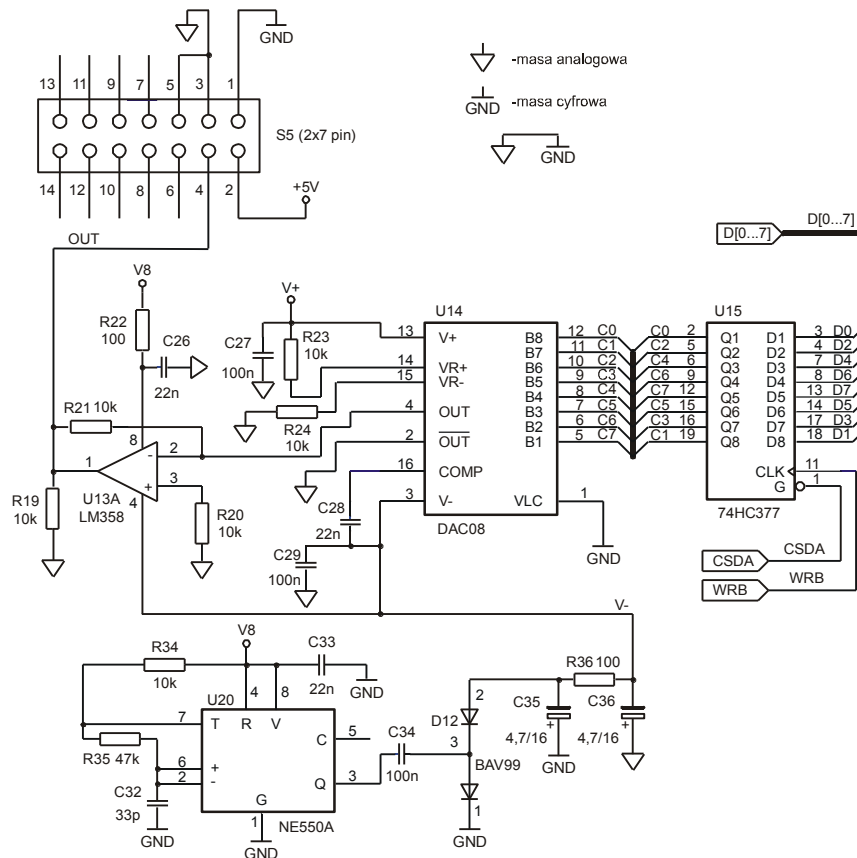 GND
-masa analogowa
13 11 9 7 5 3 1
GND -masa cyfrowa
S5 (2x7 pin)
GND
14 12 10 8 6 4 2
+5V
D[0...7]
D[0...7]
OUT
V8
V+
R22
100
C26
22n
C27
100n
R23
10k
U14
13 V+
14 VR+
15 VR-
4 OUT
2 OUT
16 COMP
3 V-
B8 12 C0
B7 11 C1
B6 10 C2
B5 9 C3
B4 8 C4
B3 7 C5
B2 6 C6
B1 5 C7
VLC 1
DAC08
GND
U15
C0 2 Q1 D1 3 D0
C2 5 Q2 D2 4 D2
C4 6 Q3 D3 7 D4
C6 9 Q4 D4 8 D6
C7 12 Q5 D5 13 D7
C5 15 Q6 D6 14 D5
C3 16 Q7 D7 17 D3
C1 19 Q8 D8 18 D1
CLK 11
G 1
74HC377
R21 10k
R24
10k
8
2 -
1
3 +
4
U13A
LM358
R19
10k
R20
10k
C28
22n
C29
100n
CSDA CSDA
WRB WRB
V-
V8
R34
10k
C33
22n
GND
R36 100
U20
4 8
7 T R V
C 5
6 +
2 -
Q 3
G
1
NE550A
GND
R35 47k
C32
33p
GND
C34
100n
2
D12
3
BAV99
1
GND
C35
+
4,7/16
GND
C36
+
4,7/16